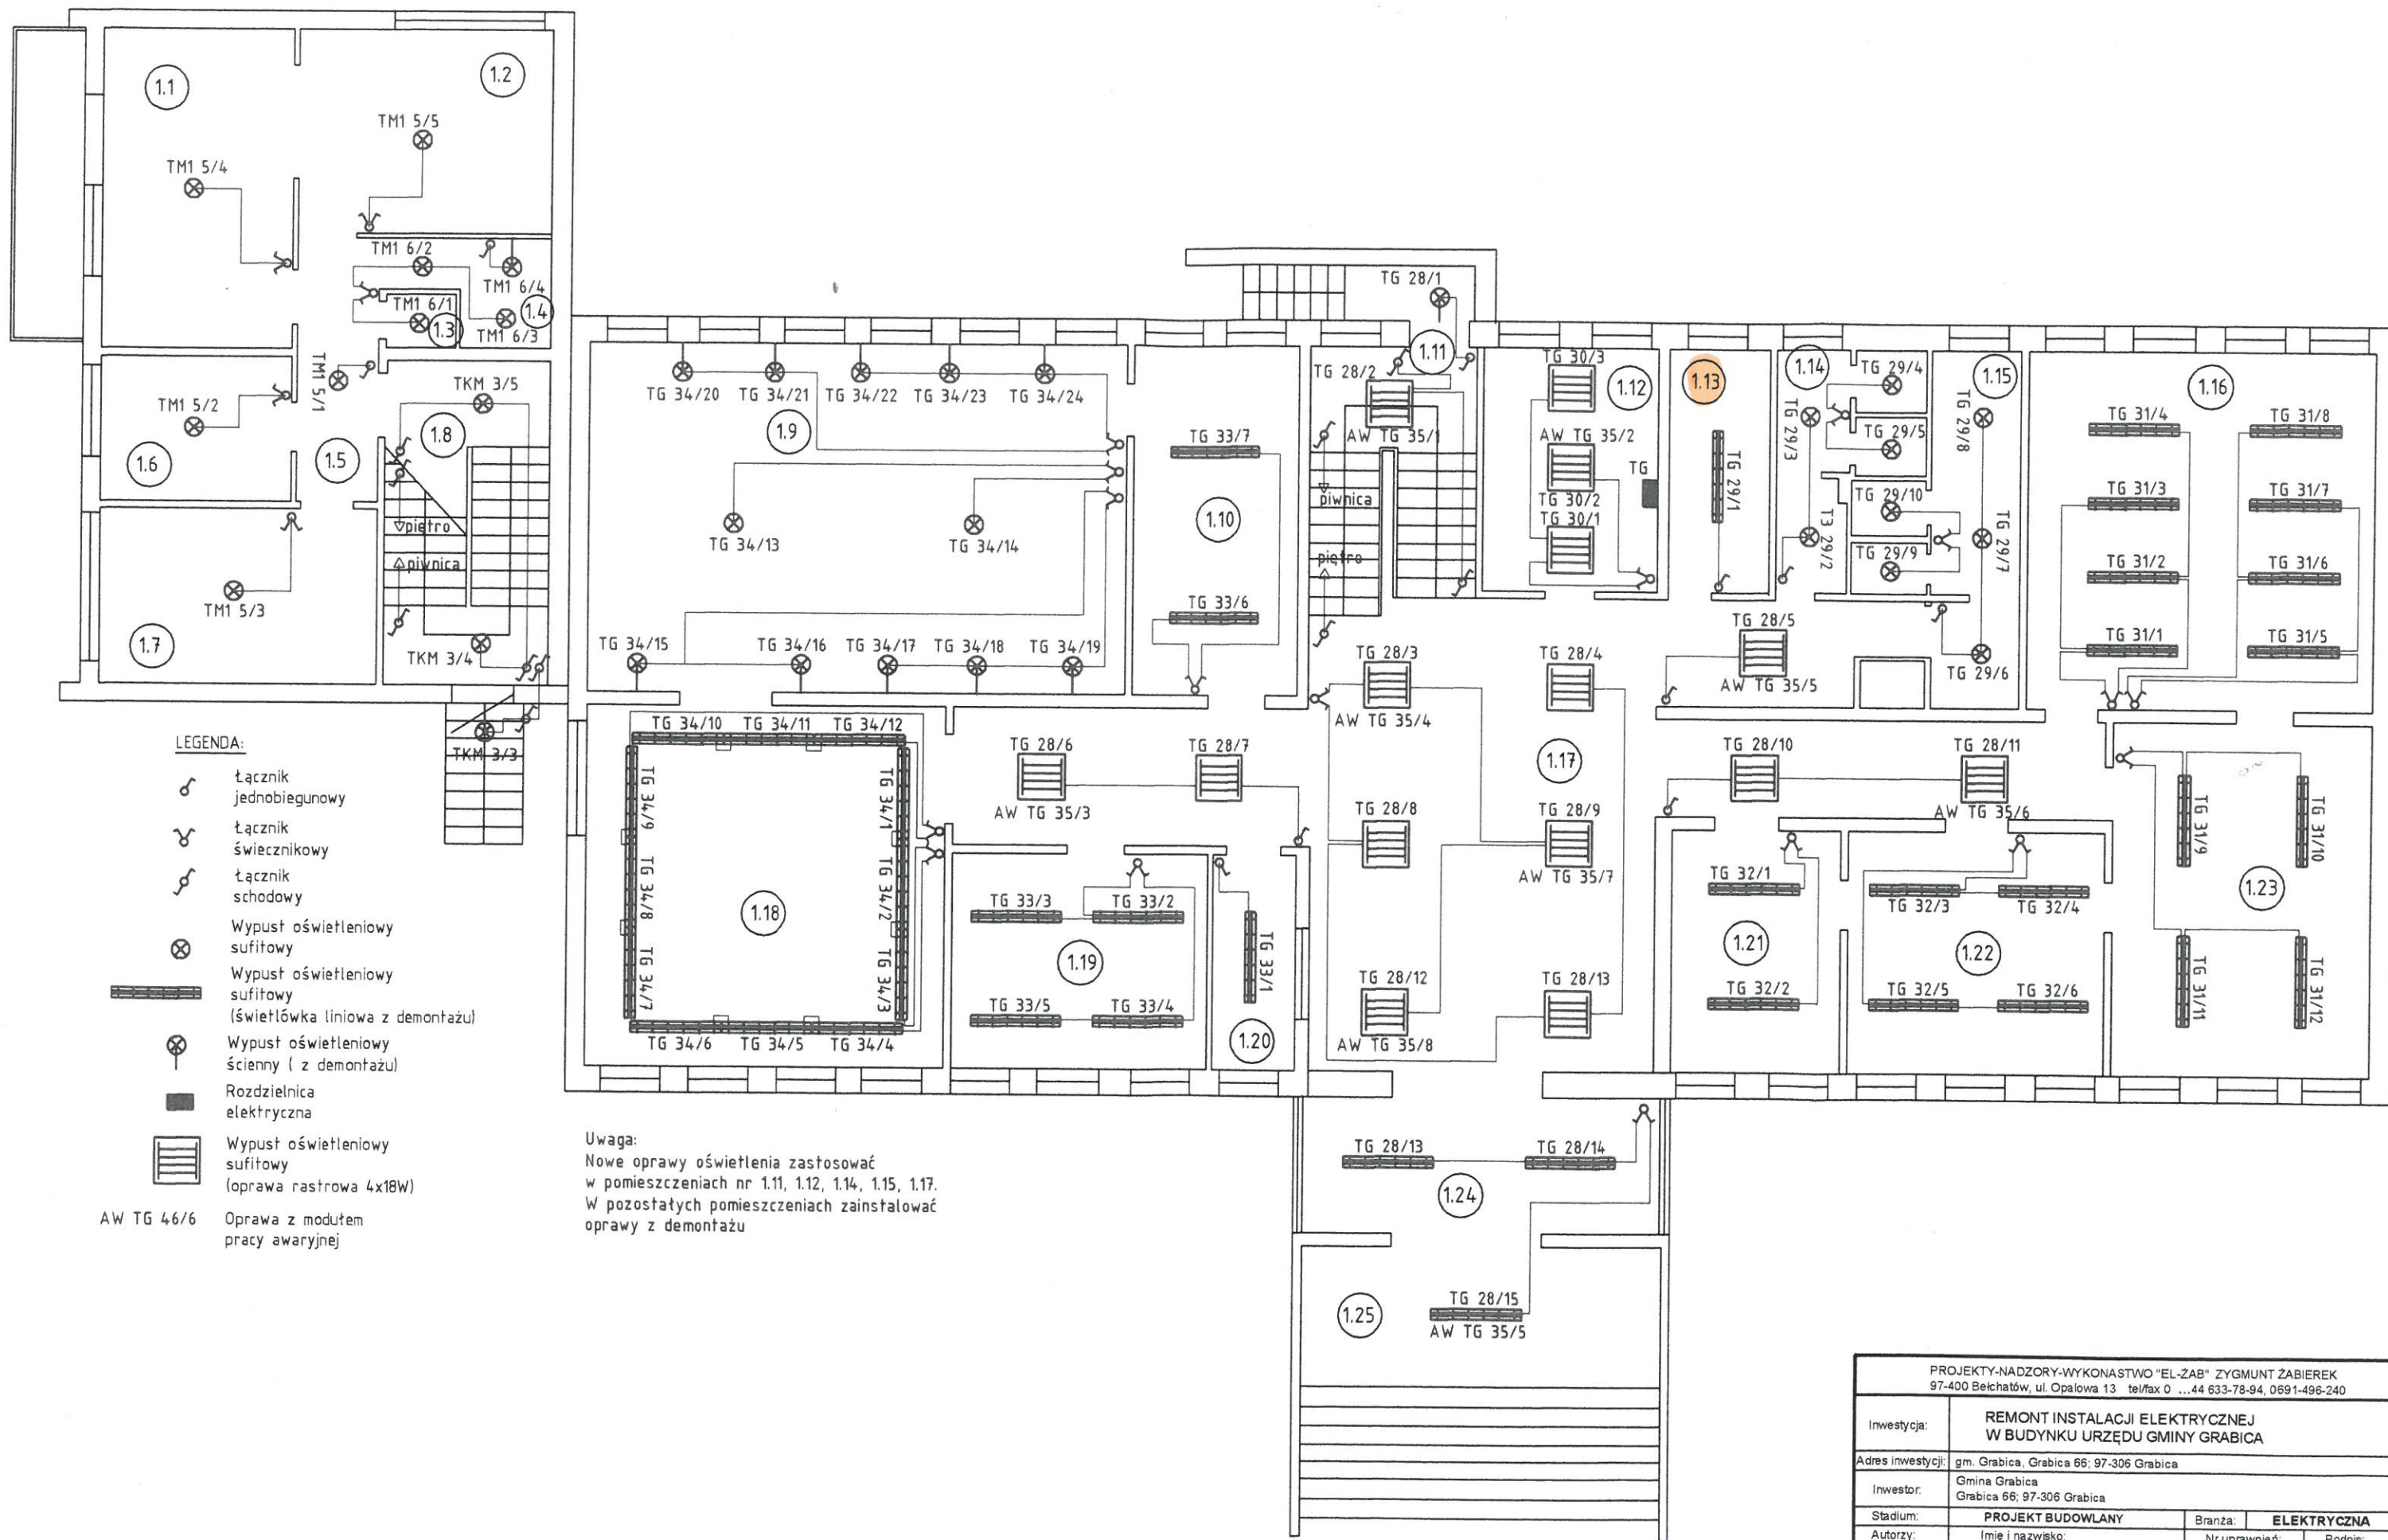 1.1
1.2
TM1 5/5
TM1 5/4
TM1 6/2
TM1 6/4
TM1 6/1
1.3
1.4
TM1 6/3
TM1 5/1
TM1 5/2
1.6
1.5
TKM 3/5
1.8
piętro
piwnica
TM1 5/3
1.7
TKM 3/4
TKM 3/3
TG 34/20
TG 34/21
TG 34/22
TG 34/23
TG 34/24
1.9
TG 34/13
TG 34/14
TG 34/15
TG 34/16
TG 34/17
TG 34/18
TG 34/19
TG 33/7
1.10
TG 33/6
TG 28/1
1.11
TG 28/2
AW TG 35/1
piwnica
piętro
TG 30/3
1.12
AW TG 35/2
TG
TG 30/2
TG 30/1
1.13
TG 29/1
1.14
TG 29/3
T3 29/2
TG 29/4
TG 29/5
TG 29/10
TG 29/9
1.15
TG 29/8
TG 29/7
TG 29/6
1.16
TG 31/4
TG 31/8
TG 31/3
TG 31/7
TG 31/2
TG 31/6
TG 31/1
TG 31/5
TG 28/3
AW TG 35/4
TG 28/4
TG 28/5
AW TG 35/5
1.17
TG 28/6
AW TG 35/3
TG 28/7
TG 28/8
TG 28/9
AW TG 35/7
TG 28/10
TG 28/11
AW TG 35/6
TG 28/12
AW TG 35/8
TG 28/13
TG 34/10
TG 34/11
TG 34/12
TG 34/9
TG 34/8
TG 34/7
TG 34/1
TG 34/2
TG 34/3
1.18
TG 34/6
TG 34/5
TG 34/4
TG 33/3
TG 33/2
1.19
TG 33/5
TG 33/4
TG 33/1
1.20
TG 32/1
1.21
TG 32/2
TG 32/3
TG 32/4
1.22
TG 32/5
TG 32/6
TG 31/9
TG 31/10
1.23
TG 31/11
TG 31/12
TG 28/13
TG 28/14
1.24
TG 28/15
AW TG 35/5
1.25
LEGENDA:
Łącznik
jednobiegunowy
Łącznik
świecznikowy
Łącznik
schodowy
Wypust oświetleniowy
sufitowy
Wypust oświetleniowy
sufitowy
(świetlówka liniowa z demontażu)
Wypust oświetleniowy
ścienny ( z demontażu)
Rozdzielnica
elektryczna
Wypust oświetleniowy
sufitowy
(oprawa rastrowa 4x18W)
AW TG 46/6 Oprawa z modułem
pracy awaryjnej
Uwaga:
Nowe oprawy oświetlenia zastosować
w pomieszczeniach nr 1.11, 1.12, 1.14, 1.15, 1.17.
W pozostałych pomieszczeniach zainstalować
oprawy z demontażu
PROJEKTY-NADZORY-WYKONASTWO "EL-ŻAB" ZYGMUNT ŻABIEREK
97-400 Bełchatów, ul. Opalowa 13 tel/fax 0 ...44 633-78-94, 0691-496-240
Inwestycja: REMONT INSTALACJI ELEKTRYCZNEJ
W BUDYNKU URZĘDU GMINY GRABICA
Adres inwestycji: gm. Grabica, Grabica 66; 97-306 Grabica
Inwestor: Gmina Grabica
Grabica 66; 97-306 Grabica
Stadium: PROJEKT BUDOWLANY Branża: ELEKTRYCZNA
Autorzy: Imię i nazwisko: Nr uprawnień: Podpis: